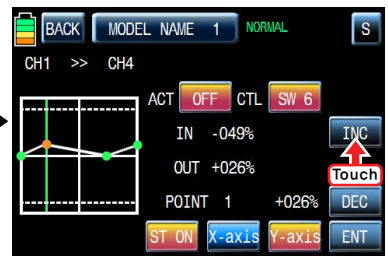 BACK MODEL NAME 1 NORMAL S
CH1 >> CH4
ACT OFF CTL SW 6
IN -049% INC
OUT +026% Touch
POINT 1 +026% DEC
ST ON X-axis Y-axis ENT